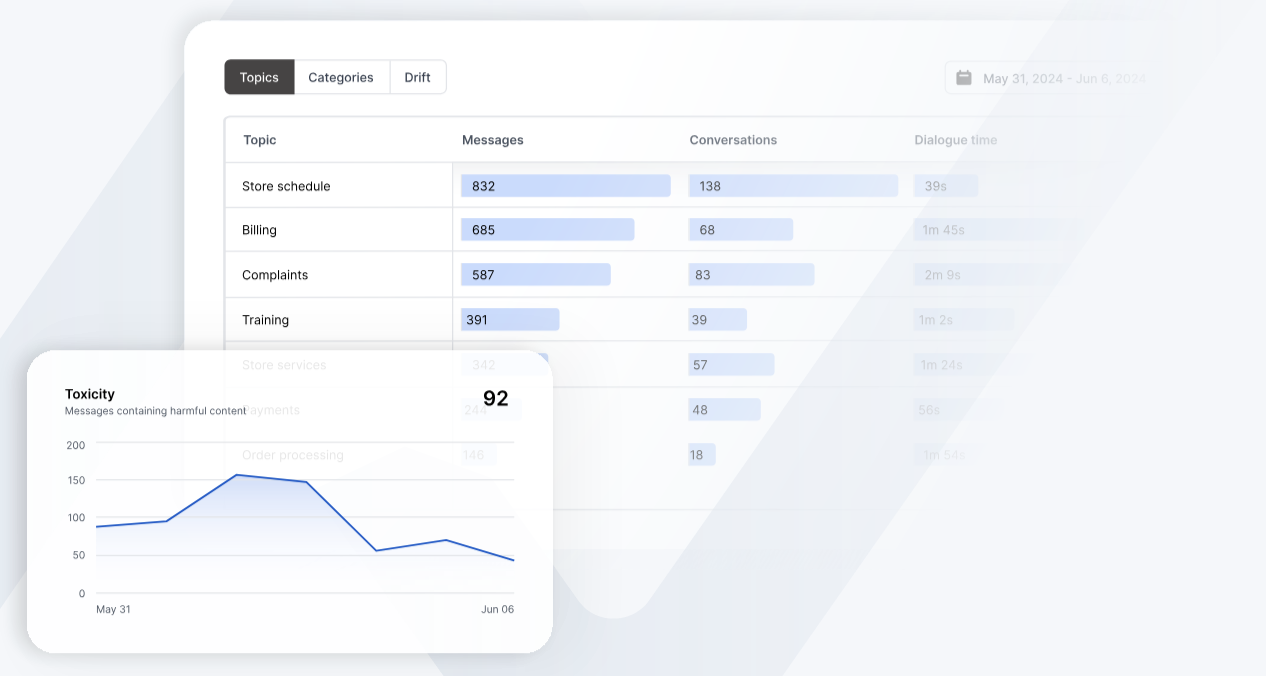 Topics Categories Drift May 31, 2024 - Jun 6, 2024
Topic Messages Conversations Dialogue time
Store schedule 832 138 39s
Billing 685 68 1m 45s
Complaints 587 83 2m 9s
Training 391 39 1m 2s
Store services 342 57 1m 24s
Payments 244 48 56s
Order processing 146 18 1m 54s
Toxicity 92
Messages containing harmful content
200
150
100
50
0
May 31 Jun 06